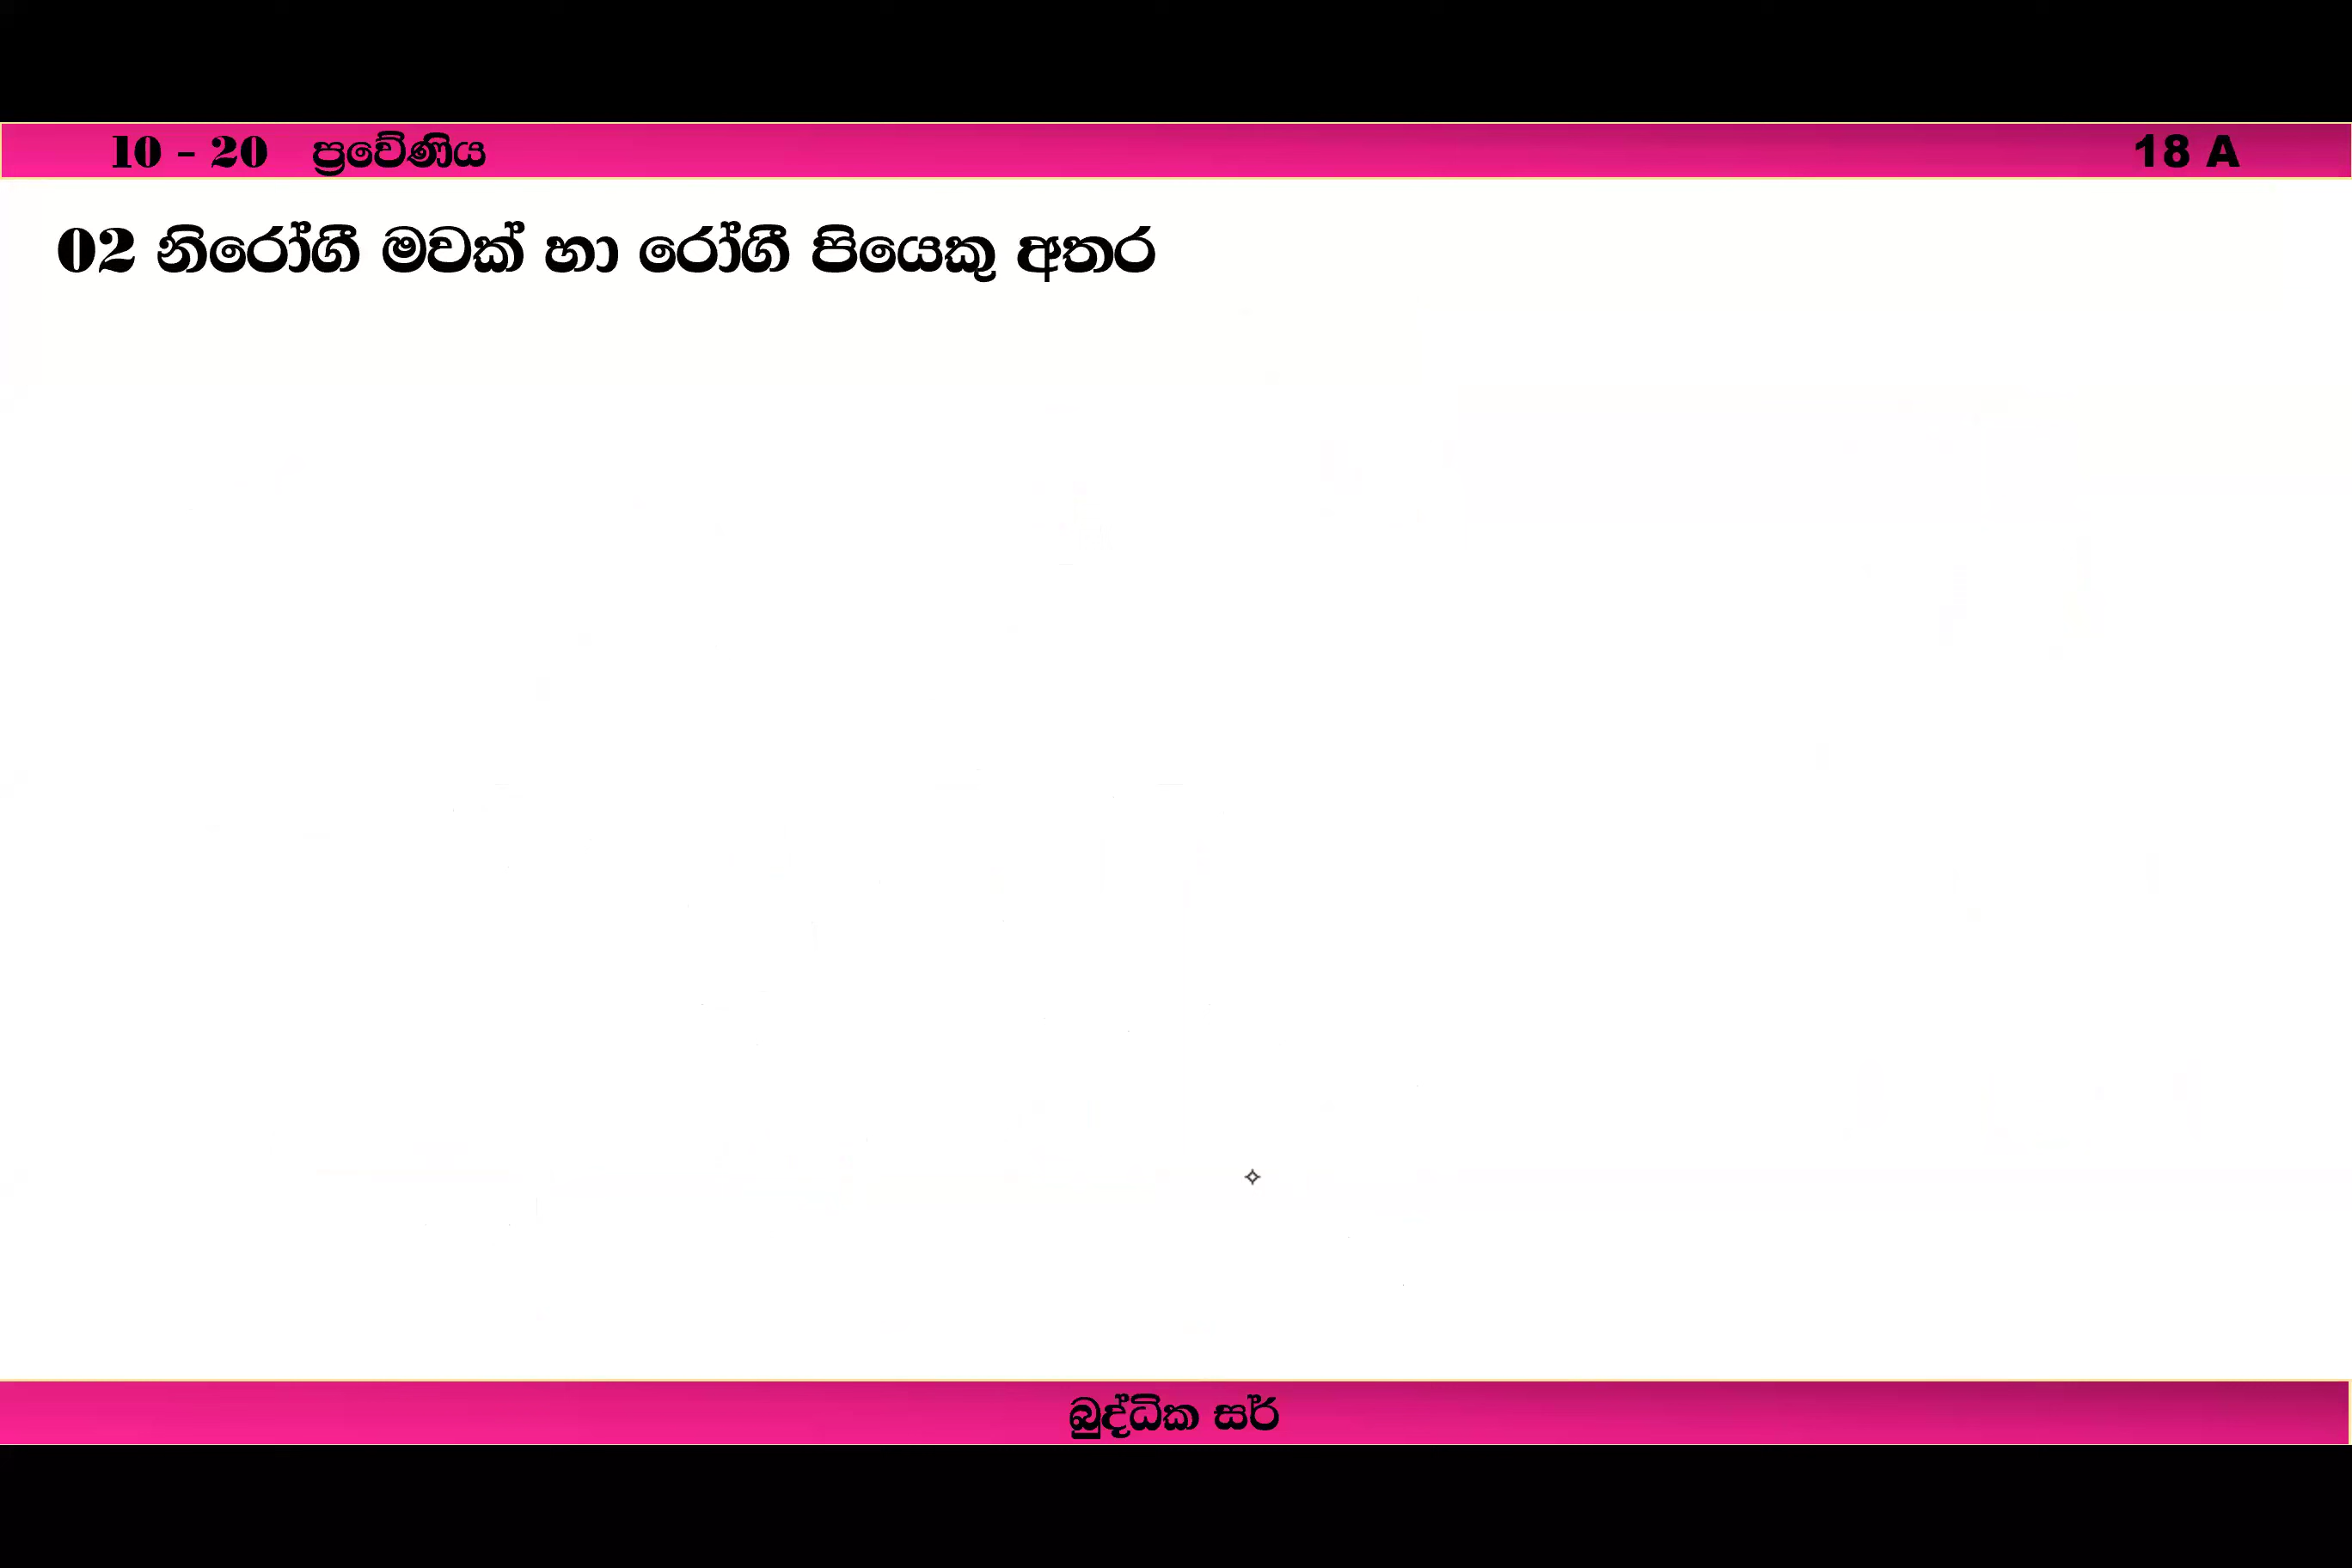 10 - 20 ප්‍රවේණිය
18 A
02 නිරෝගී මවක් හා රෝගී පියෙකු අතර
බුද්ධික සර්